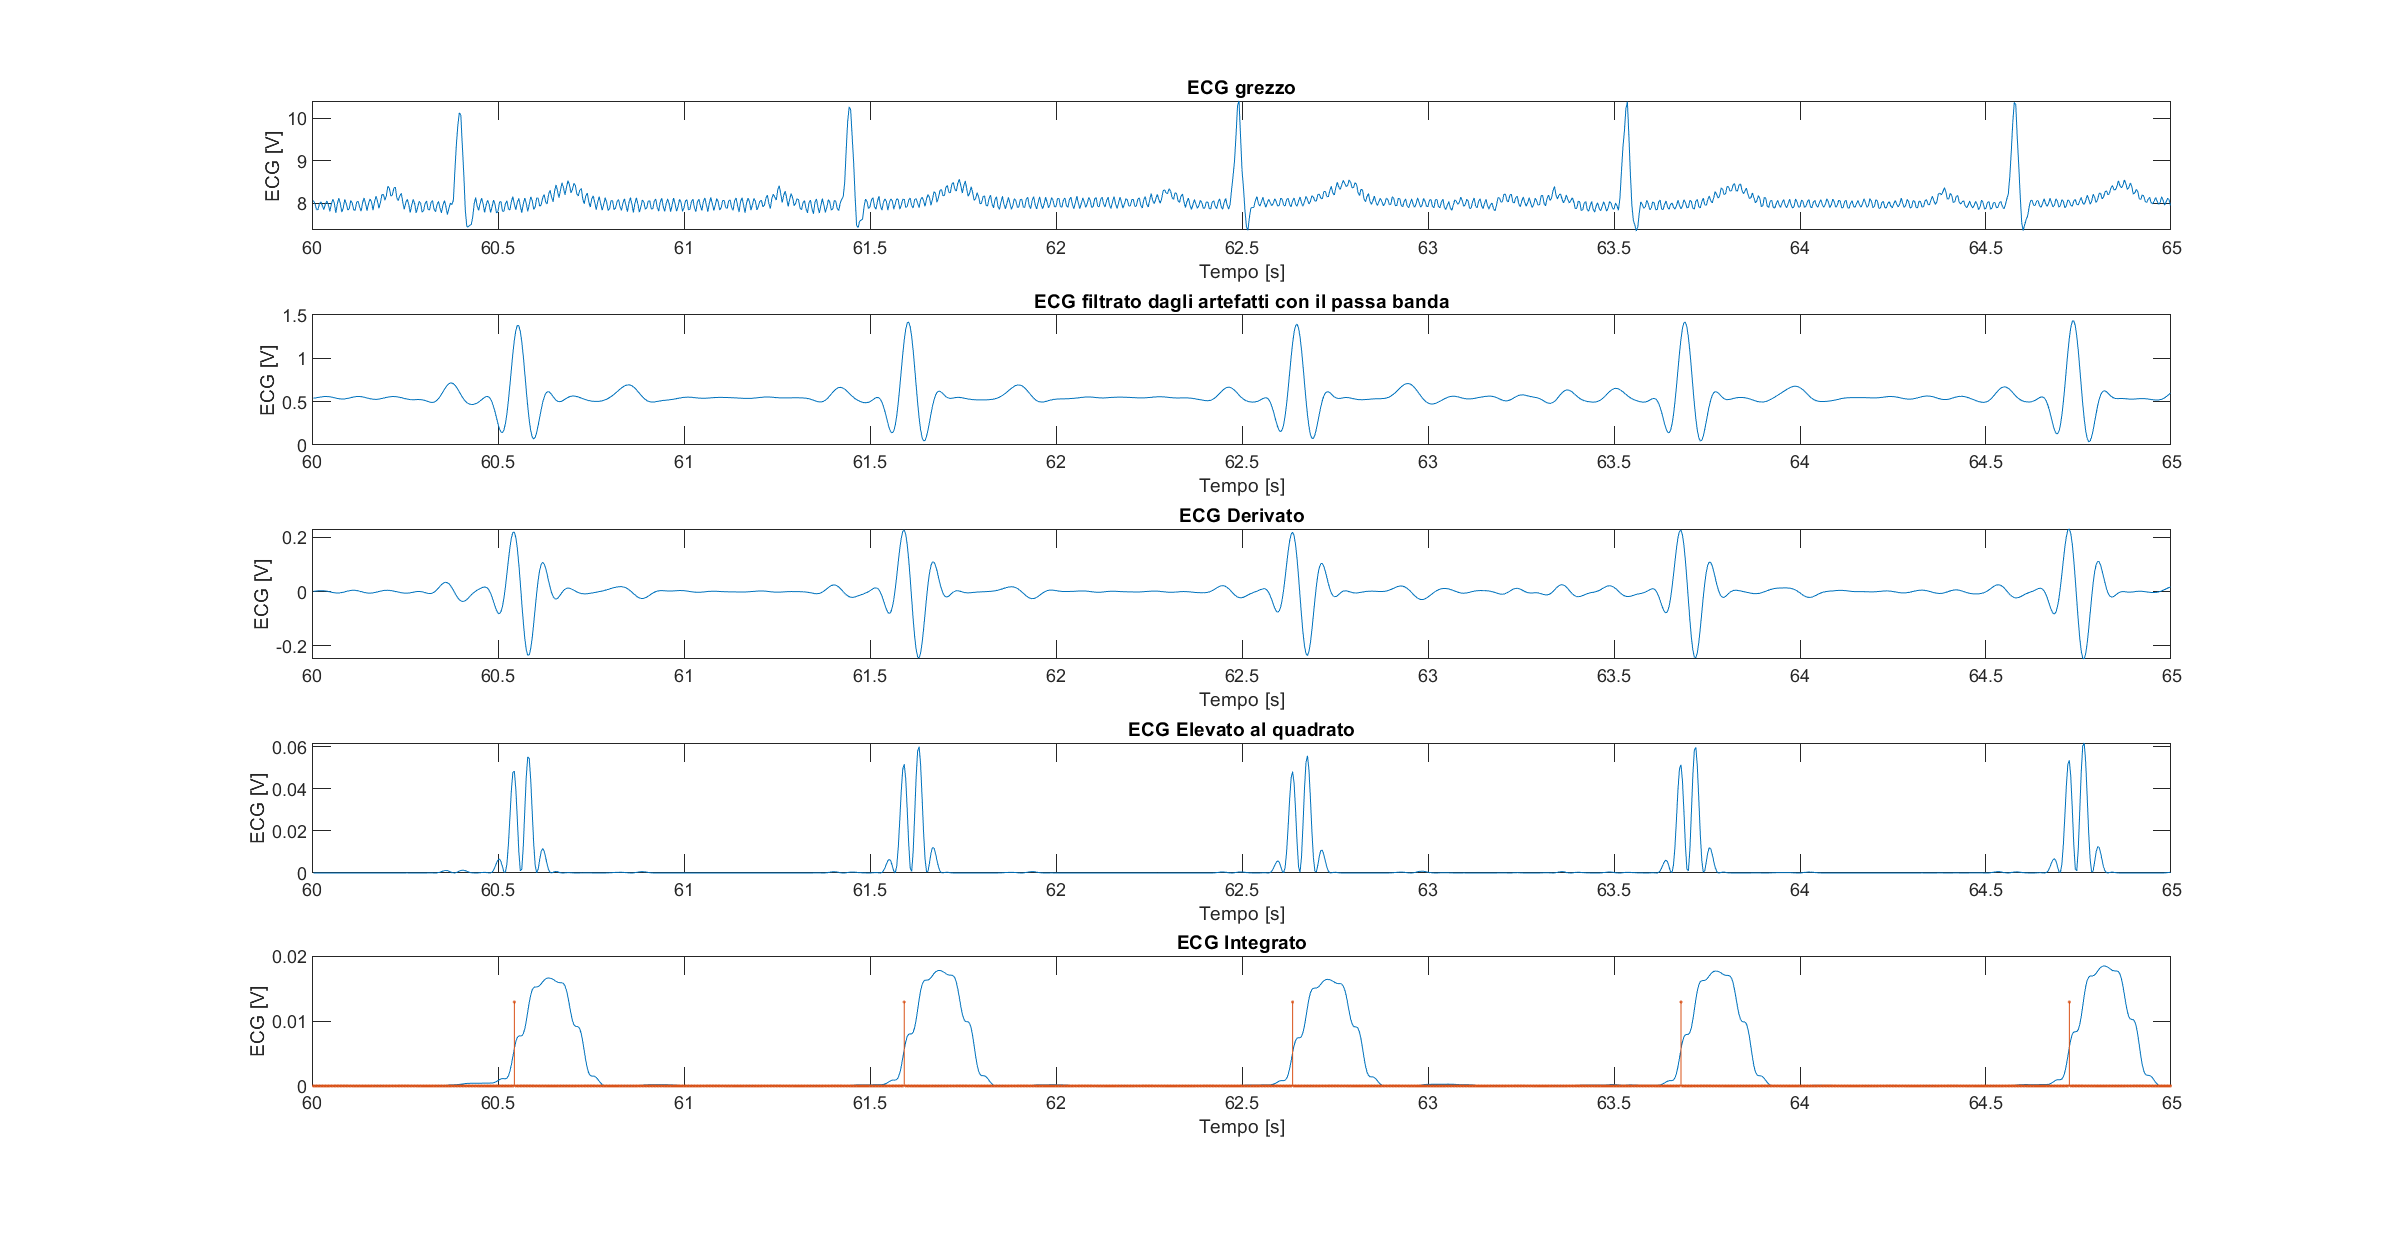 ECG grezzo
10
9
8
ECG [V]
60 60.5 61 61.5 62 62.5 63 63.5 64 64.5 65
Tempo [s]
ECG filtrato dagli artefatti con il passa banda
1.5
1
0.5
0
ECG [V]
60 60.5 61 61.5 62 62.5 63 63.5 64 64.5 65
Tempo [s]
ECG Derivato
0.2
0
-0.2
ECG [V]
60 60.5 61 61.5 62 62.5 63 63.5 64 64.5 65
Tempo [s]
ECG Elevato al quadrato
0.06
0.04
0.02
0
ECG [V]
60 60.5 61 61.5 62 62.5 63 63.5 64 64.5 65
Tempo [s]
ECG Integrato
0.02
0.01
0
ECG [V]
60 60.5 61 61.5 62 62.5 63 63.5 64 64.5 65
Tempo [s]